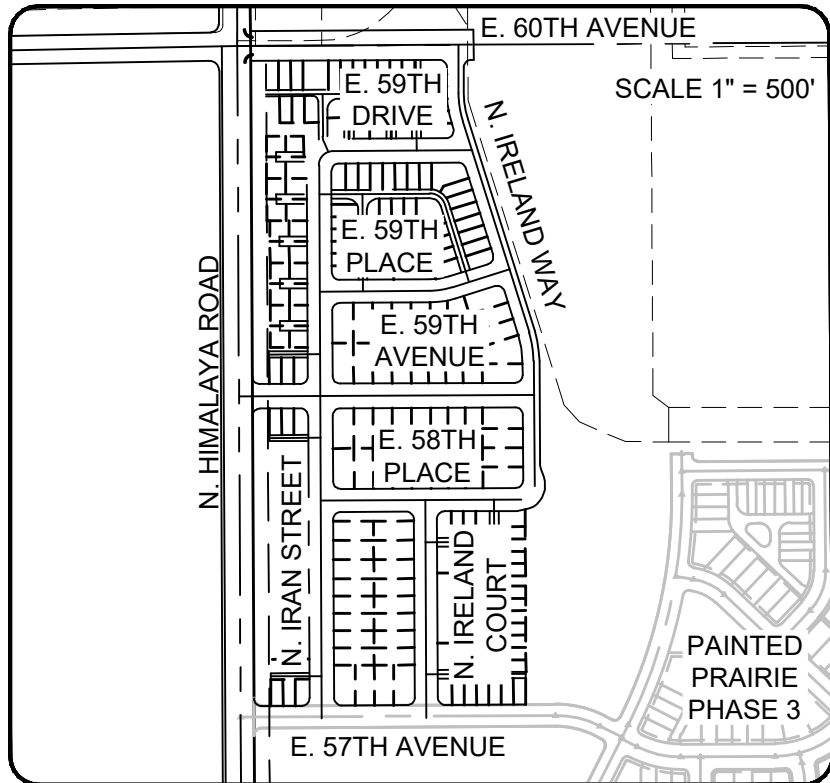 E. 60TH AVENUE
SCALE 1" = 500'
E. 59TH
DRIVE
N. IRELAND WAY
E. 59TH
PLACE
N. HIMALAYA ROAD
E. 59TH
AVENUE
E. 58TH
PLACE
N. IRAN STREET
N. IRELAND
COURT
PAINTED
PRAIRIE
PHASE 3
E. 57TH AVENUE